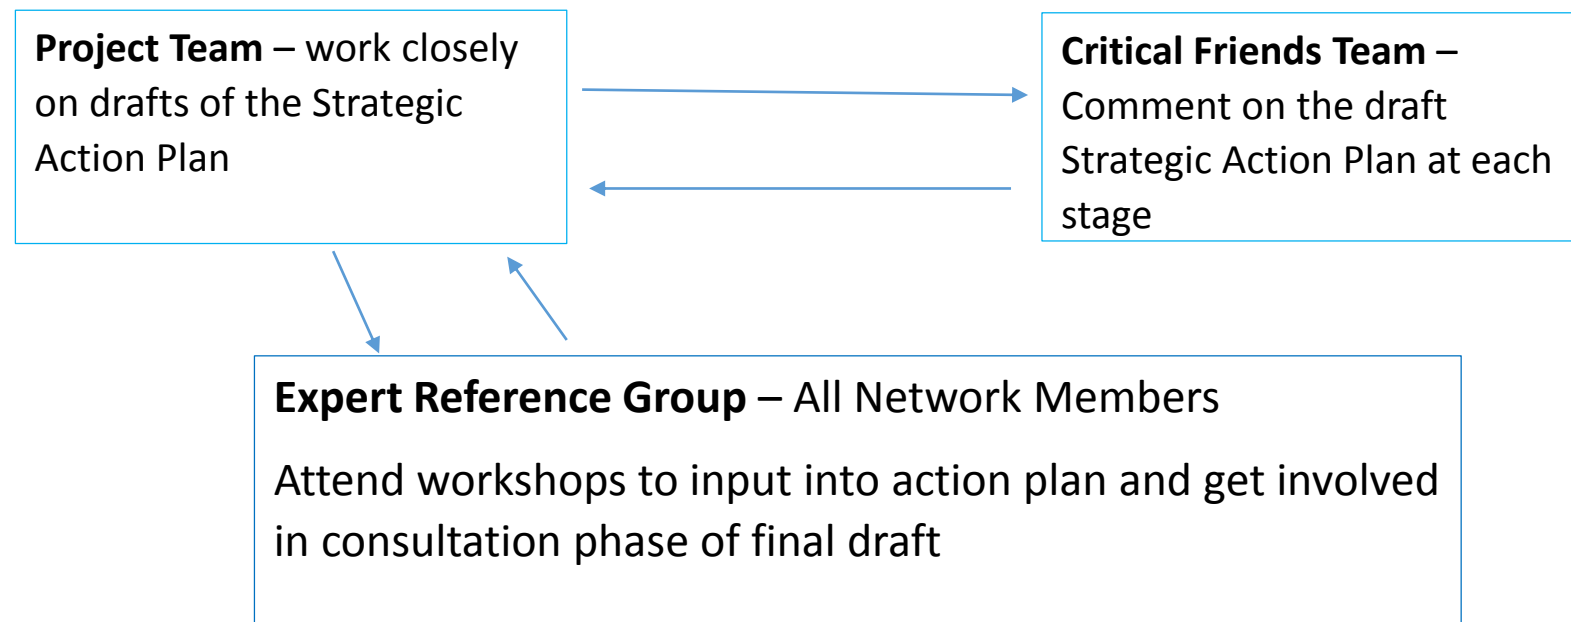 Project Team – work closely
on drafts of the Strategic
Action Plan
Critical Friends Team –
Comment on the draft
Strategic Action Plan at each
stage
Expert Reference Group – All Network Members
Attend workshops to input into action plan and get involved
in consultation phase of final draft